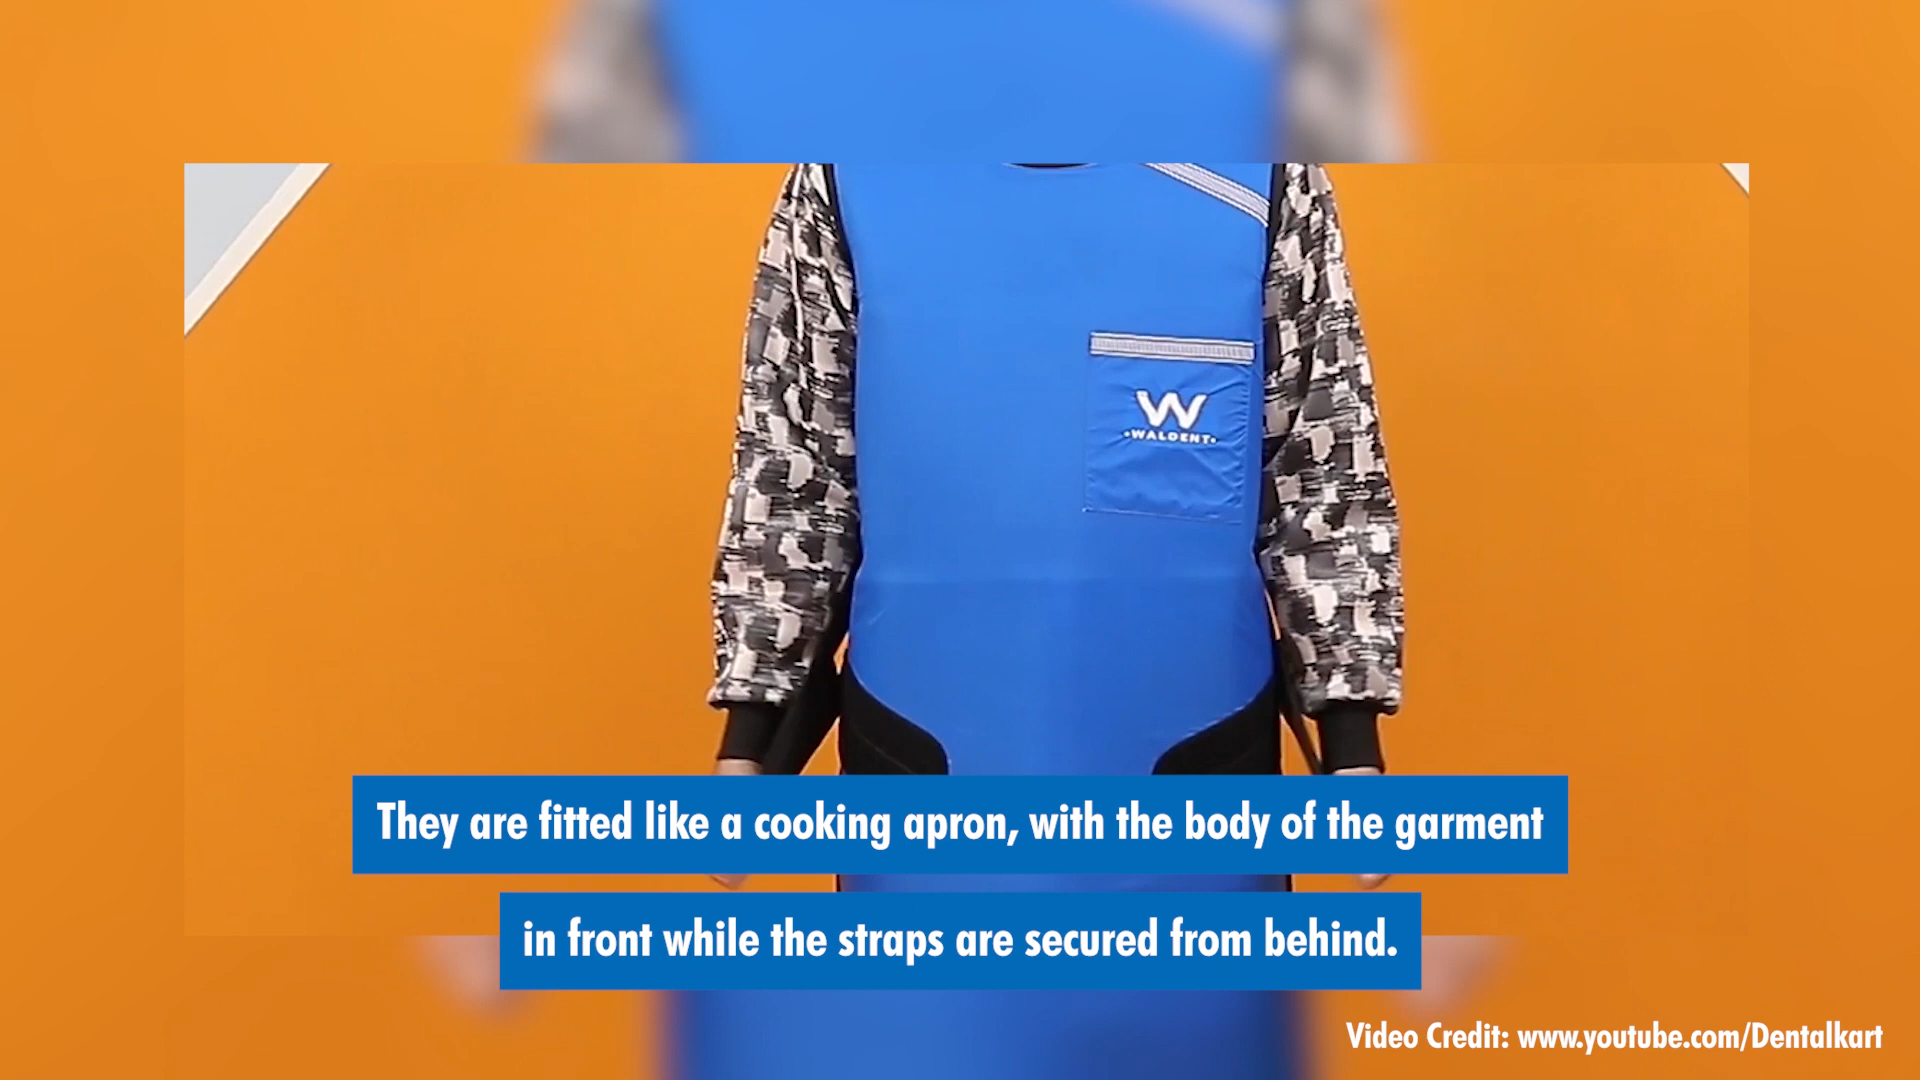 W
•WALDENT•
They are fitted like a cooking apron, with the body of the garment
in front while the straps are secured from behind.
Video Credit: www.youtube.com/Dentalkart